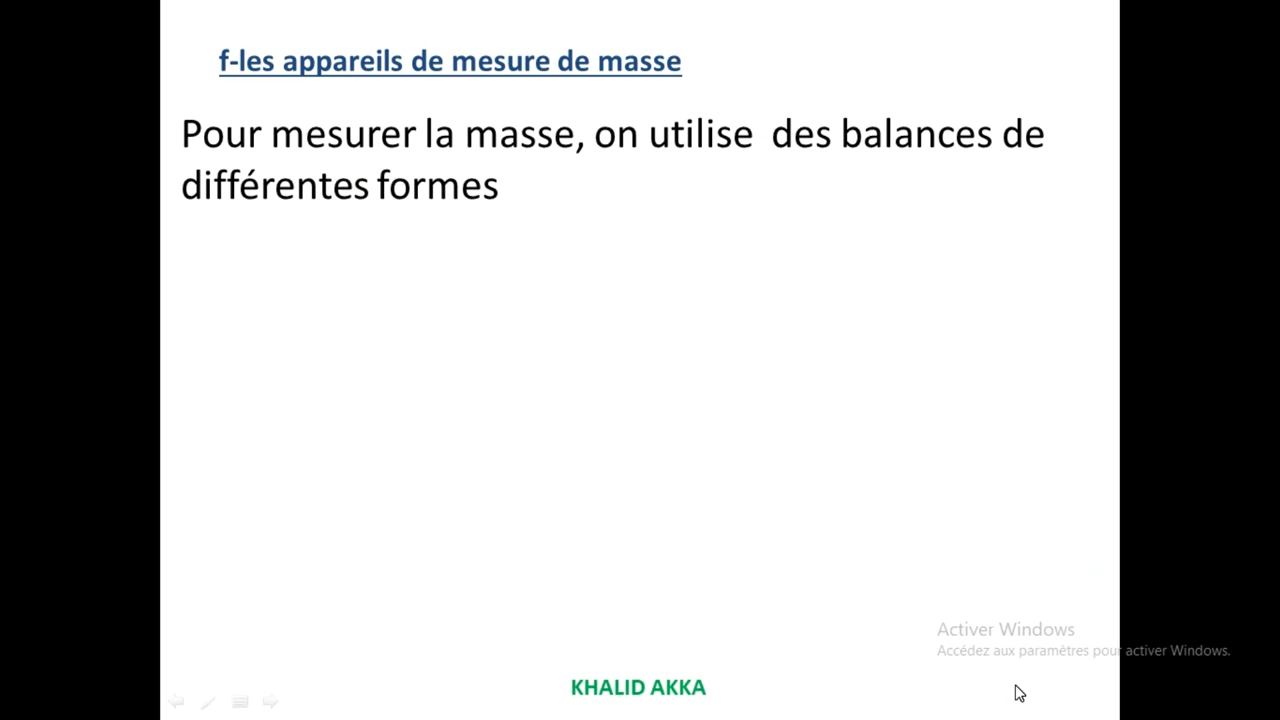 f-les appareils de mesure de masse
Pour mesurer la masse, on utilise des balances de
différentes formes
Activer Windows
Accédez aux paramètres pour activer Windows.
KHALID AKKA